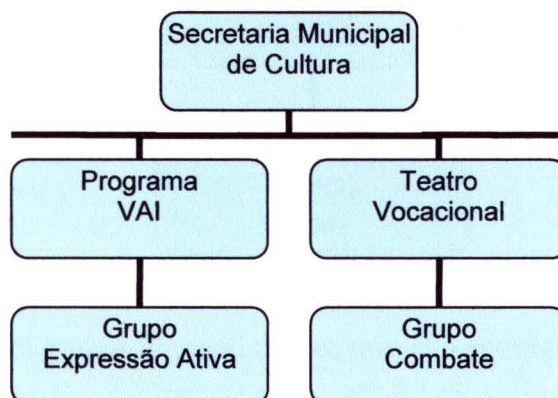 Secretaria Municipal
de Cultura
Programa
VAI
Teatro
Vocacional
Grupo
Expressão Ativa
Grupo
Combate